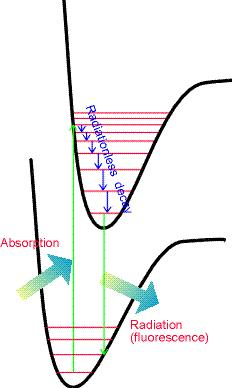 Radiationless decay
Absorption
Radiation
(fluorescence)